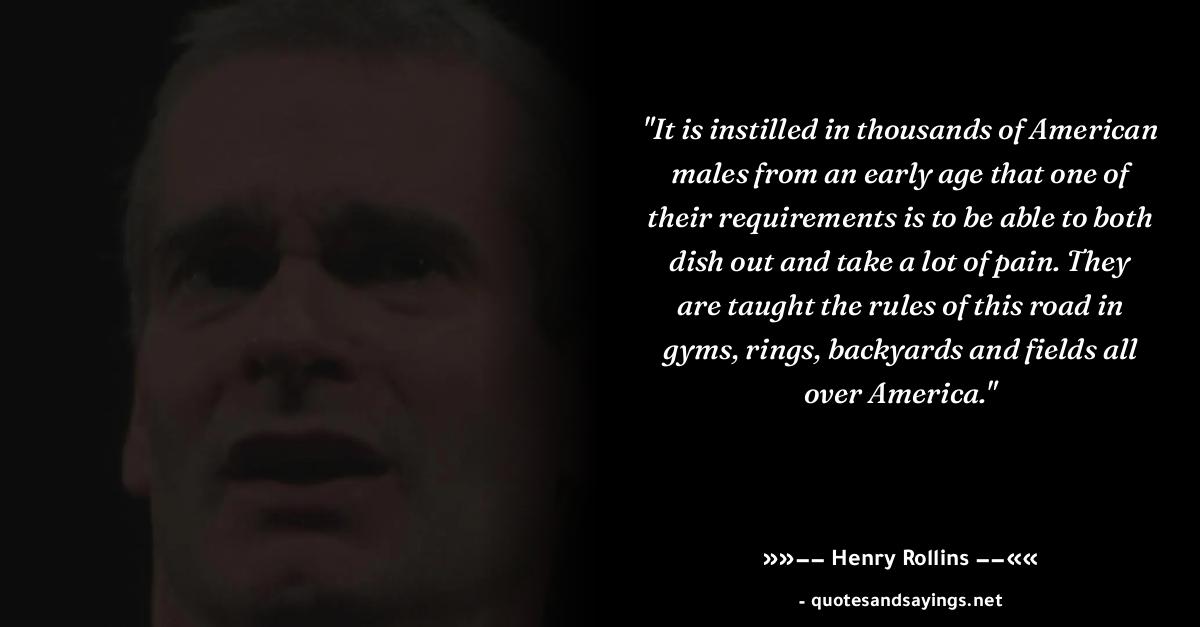 "It is instilled in thousands of American
males from an early age that one of
their requirements is to be able to both
dish out and take a lot of pain. They
are taught the rules of this road in
gyms, rings, backyards and fields all
over America."
»»–– Henry Rollins ––««
- quotesandsayings.net